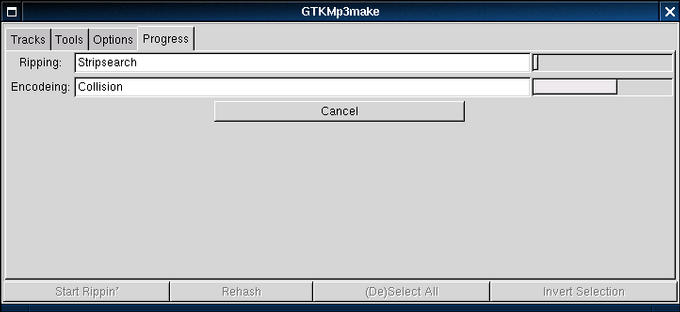 GTKMp3make
Tracks Tools Options Progress
Ripping: Stripsearch
Encodeing: Collision
Cancel
Start Rippin' Rehash (De)Select All Invert Selection